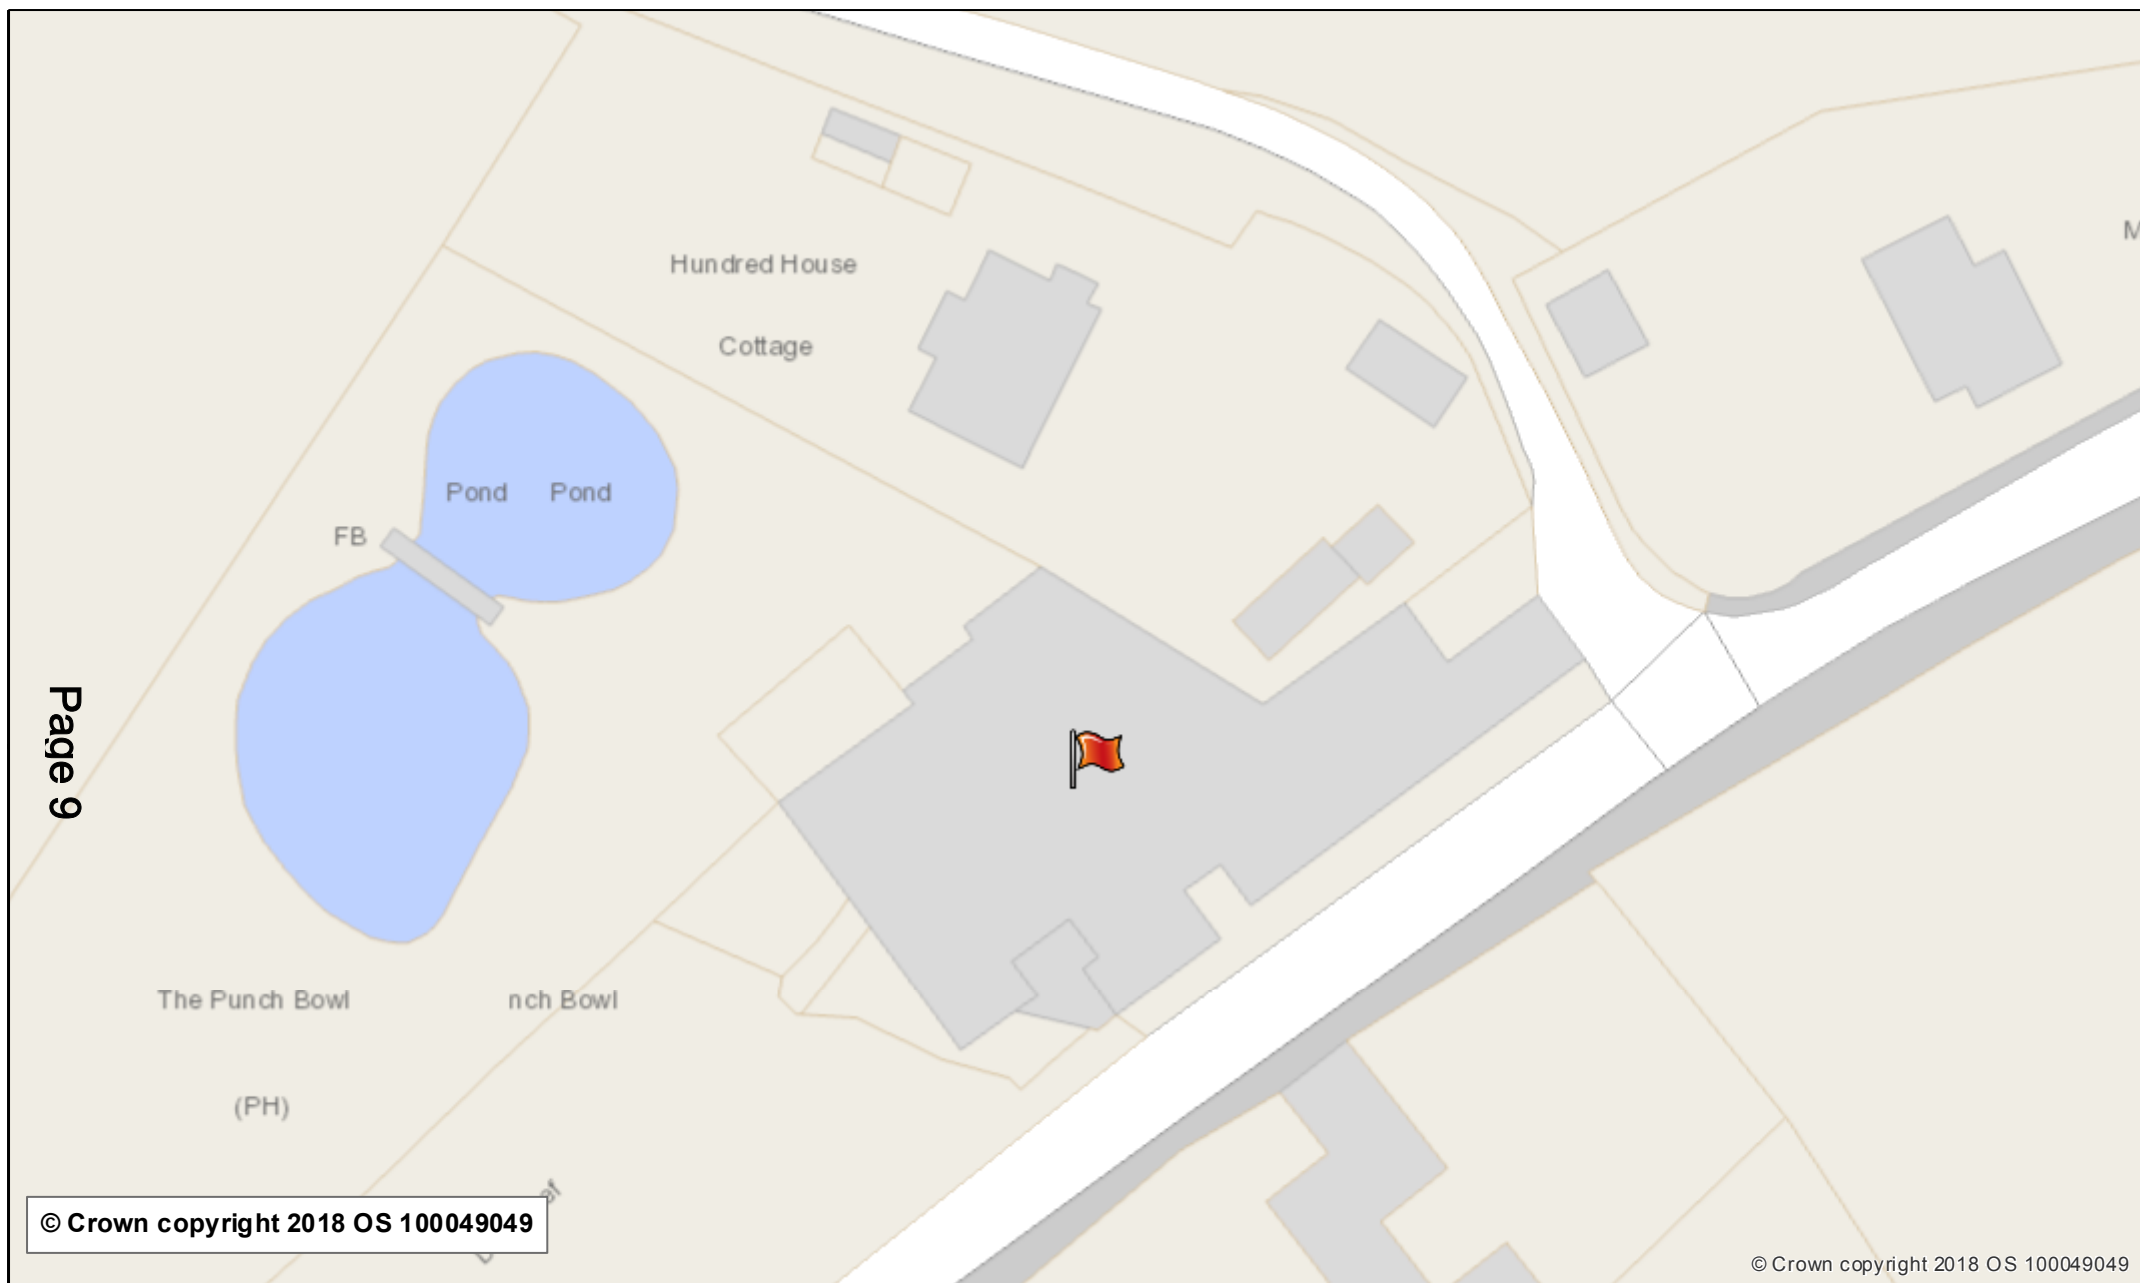 M
Hundred House
Cottage
Pond Pond
FB
Page 9
The Punch Bowl
nch Bowl
(PH)
© Crown copyright 2018 OS 100049049
© Crown copyright 2018 OS 100049049